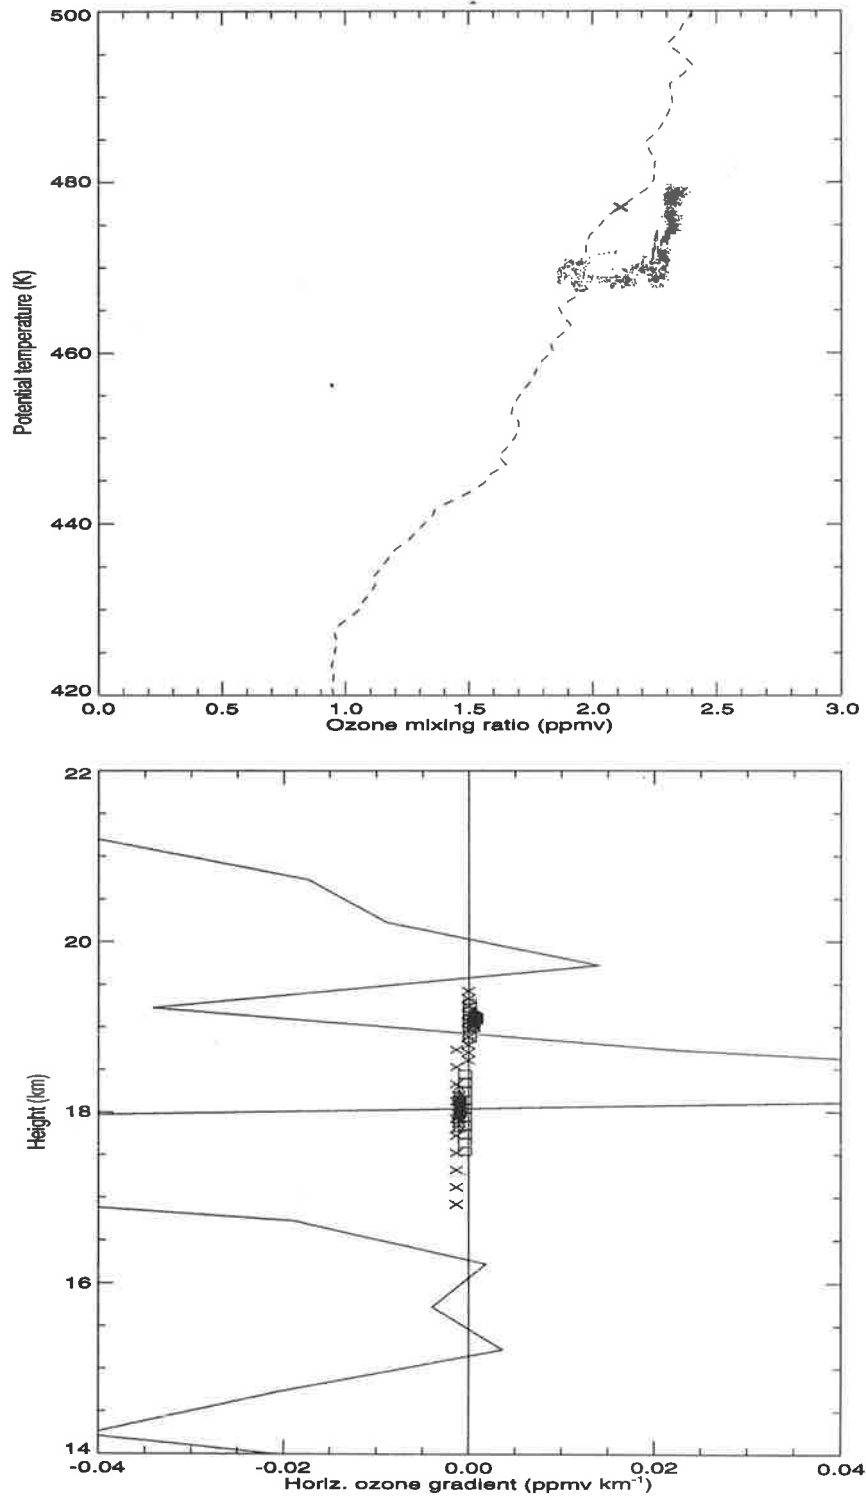 500
480
460
440
420
Potential temperature (K)
0.0 0.5 1.0 1.5 2.0 2.5 3.0
Ozone mixing ratio (ppmv)
22
20
18
16
14
Height (km)
-0.04 -0.02 0.00 0.02 0.04
Horiz. ozone gradient (ppmv km⁻¹)